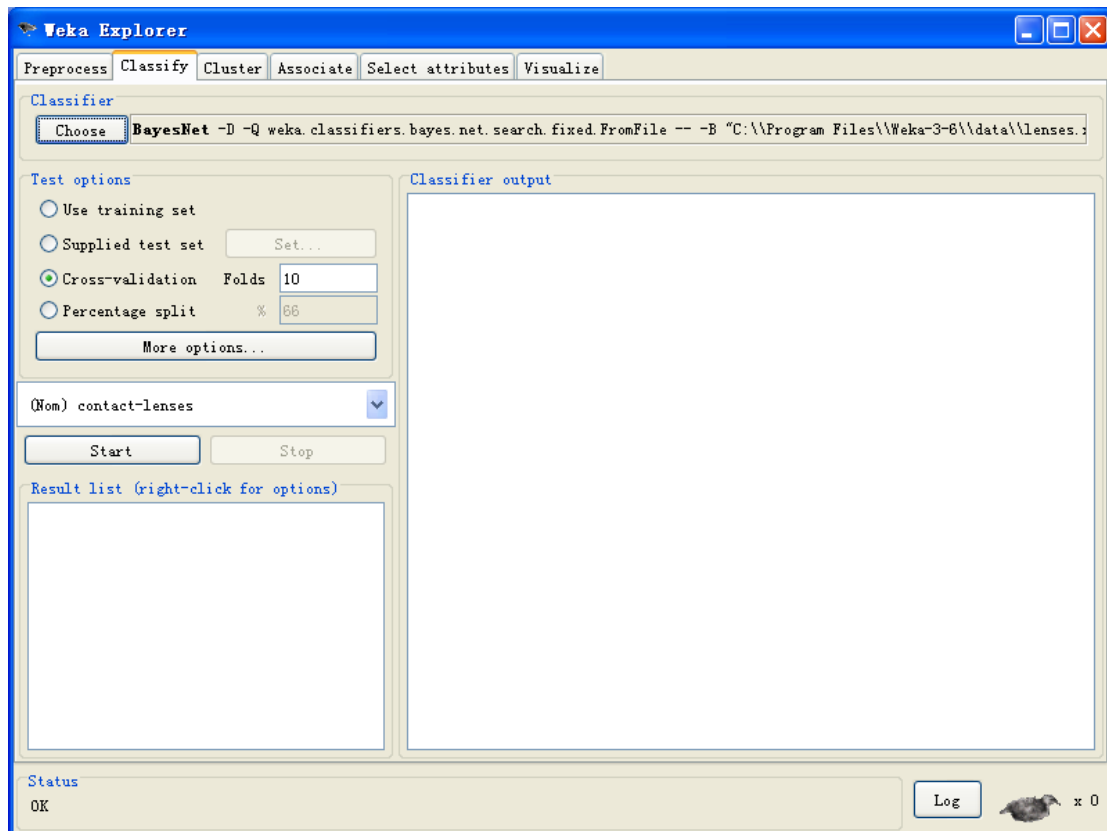 Weka Explorer
Preprocess Classify Cluster Associate Select attributes Visualize
Classifier
Choose BayesNet -D -Q weka.classifiers.bayes.net.search.fixed.FromFile -- -B "C:\\Program Files\\Weka-3-6\\data\\lenses.
Test options
Use training set
Supplied test set Set...
Cross-validation Folds 10
Percentage split % 66
More options...
(Nom) contact-lenses
Start Stop
Result list (right-click for options)
Classifier output
Status
OK
Log x 0